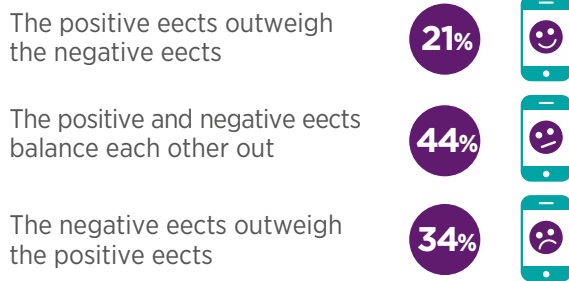 The positive eects outweigh
the negative eects
21%
The positive and negative eects
balance each other out
44%
The negative eects outweigh
the positive eects
34%